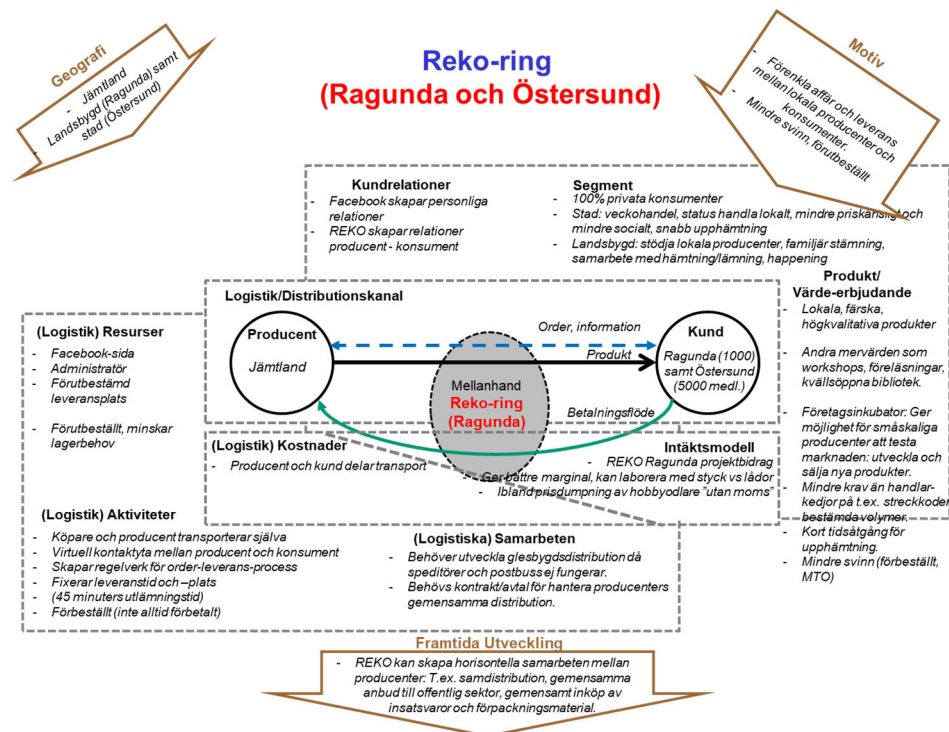 Reko-ring
(Ragunda och Östersund)
Geografi
- Jämtland
- Landsbygd (Ragunda) samt
stad (Östersund)
Motiv
- Förenkla affär och leverans
mellan lokala producenter och
konsumenter.
- Mindre svinn, förutbeställt
Kundrelationer
- Facebook skapar personliga
relationer
- REKO skapar relationer
producent - konsument
Segment
- 100% privata konsumenter
- Stad: veckohandel, status handla lokalt, mindre priskänslig och
mindre socialt, snabb upphämtning
- Landsbygd: stödja lokala producenter, familjär stämning,
samarbete med hämtning/lämning, happening
Logistik/Distributionskanal
Producent
Jämtland
Order, information
Produkt
Mellanhand
Reko-ring
(Ragunda)
Betalningsflöde
Kund
Ragunda (1000)
samt Östersund
(5000 medl.)
Produkt/
Värde-erbjudande
- Lokala, färska,
högkvalitativa produkter
- Andra mervärden som
workshops, föreläsningar,
kvällsöppna bibliotek.
- Företagsinkubator: Ger
möjlighet för småskaliga
producenter att testa
marknaden: utveckla och
sälja nya produkter.
- Mindre krav än handlar-
kedjor på t.ex. streckkoder
bestämda volymer.
- Kort tidsåtgång för
upphämtning.
- Mindre svinn (förbeställt,
MTO)
(Logistik) Resurser
- Facebook-sida
- Administratör
- Förutbestämd
leveransplats
- Förutbeställt, minskar
lagerbehov
(Logistik) Kostnader
- Producent och kund delar transport
Intäktsmodell
- REKO Ragunda projektbidrag
- Ger bättre marginal, kan laborera med styck vs lådor
- Ibland prisdumpning av hobbyodlare "utan moms"
(Logistik) Aktiviteter
- Köpare och producent transporterar själva
- Virtuell kontaktyta mellan producent och konsument
- Skapar regelverk för order-leverans-process
- Fixerar leveranstid och –plats
- (45 minuters utlämningstid)
- Förbeställt (inte alltid förbetalt)
(Logistiska) Samarbeten
- Behöver utveckla glesbygdsdistribution då
speditörer och postbuss ej fungerar.
- Behövs kontrakt/avtal för hantera producenters
gemensamma distribution.
Framtida Utveckling
- REKO kan skapa horisontella samarbeten mellan
producenter: T.ex. samdistribution, gemensamma
anbud till offentlig sektor, gemensamt inköp av
insatsvaror och förpackningsmaterial.